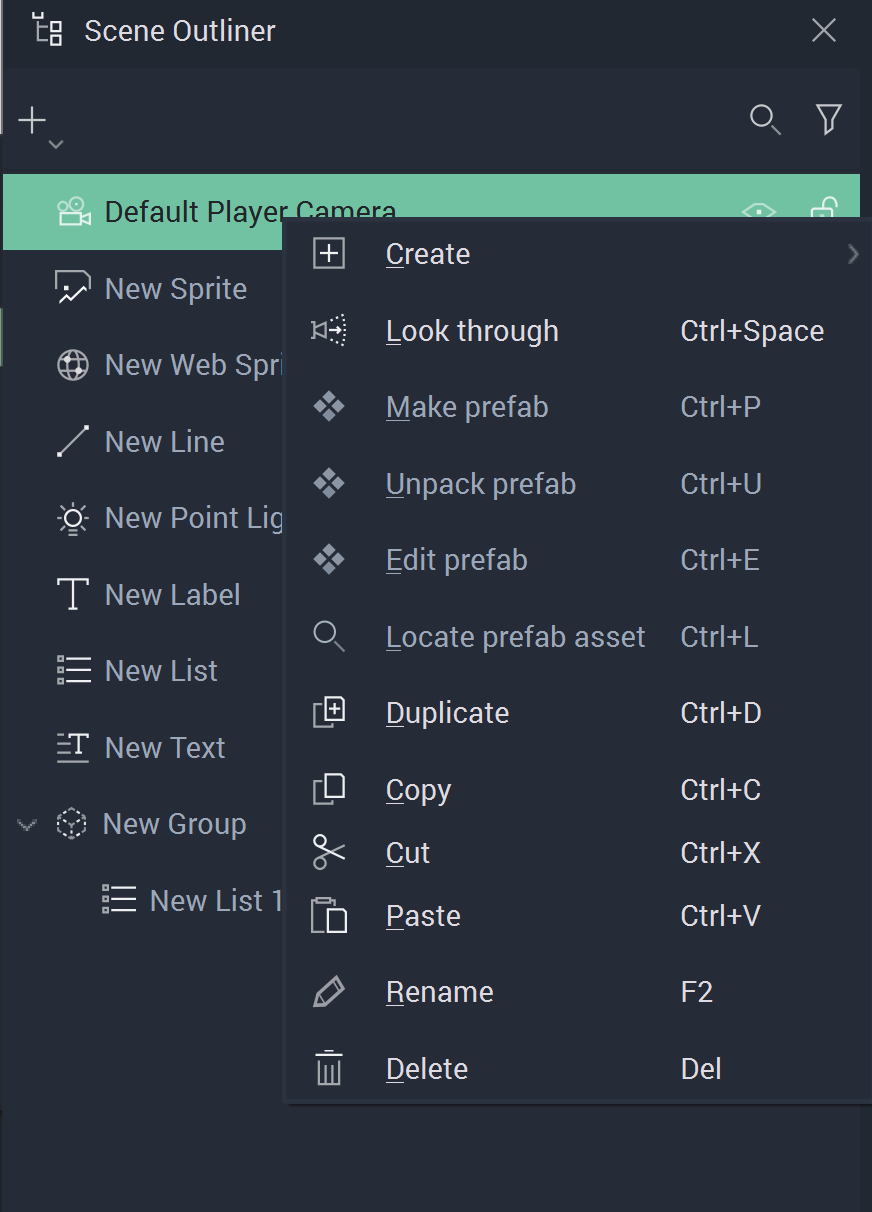 Scene Outliner
Default Player Camera
New Sprite
New Web Spri
New Line
New Point Lig
New Label
New List
New Text
New Group
New List 1
Create
Look through Ctrl+Space
Make prefab Ctrl+P
Unpack prefab Ctrl+U
Edit prefab Ctrl+E
Locate prefab asset Ctrl+L
Duplicate Ctrl+D
Copy Ctrl+C
Cut Ctrl+X
Paste Ctrl+V
Rename F2
Delete Del